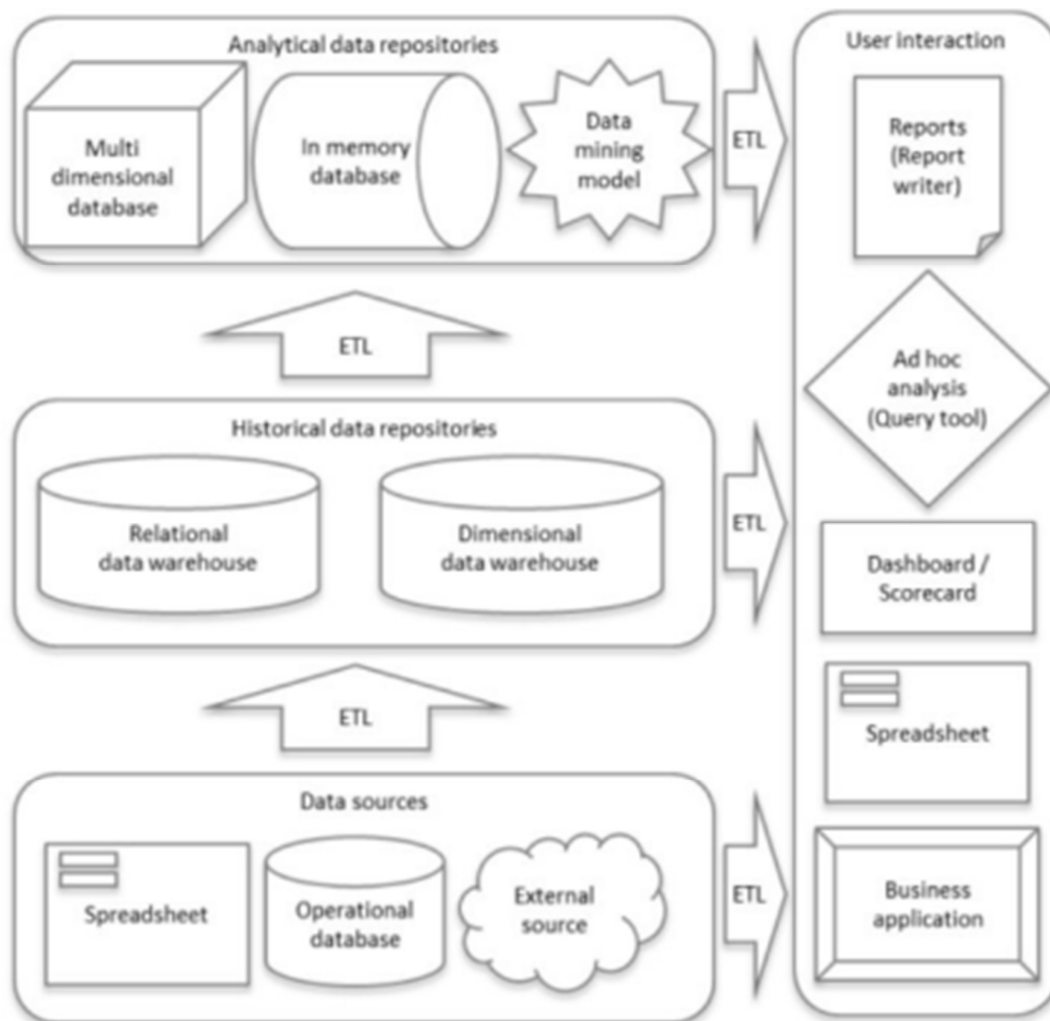 Analytical data repositories
Multi
dimensional
database
In memory
database
Data
mining
model
ETL
ETL
Historical data repositories
Relational
data warehouse
Dimensional
data warehouse
ETL
ETL
Data sources
Spreadsheet
Operational
database
External
source
ETL
User interaction
Reports
(Report
writer)
Ad hoc
analysis
(Query tool)
Dashboard /
Scorecard
Spreadsheet
Business
application